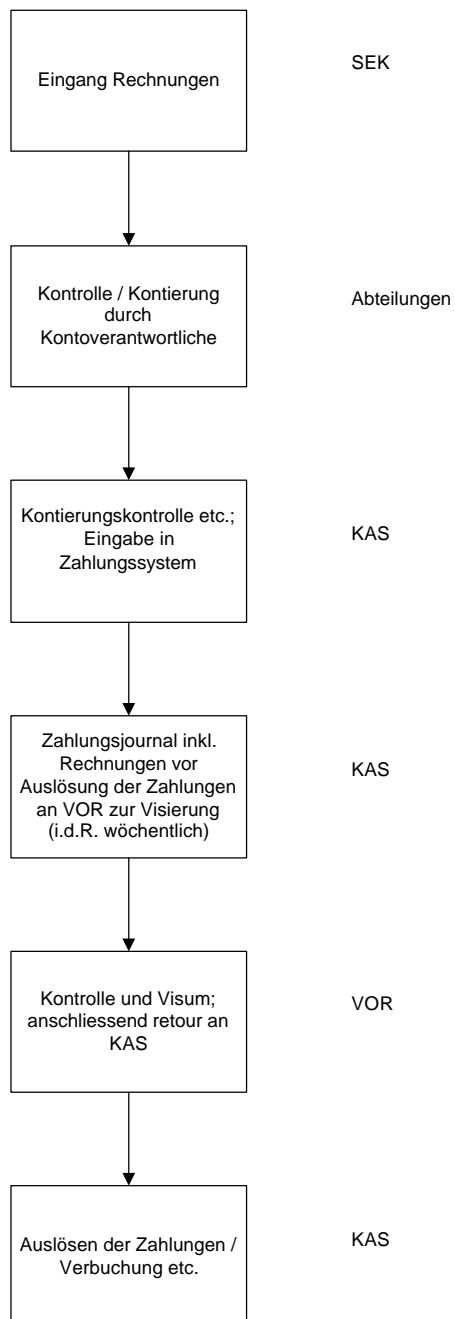 Eingang Rechnungen
SEK
Kontrolle / Kontierung
durch
Kontoverantwortliche
Abteilungen
Kontierungskontrolle etc.;
Eingabe in
Zahlungssystem
KAS
Zahlungsjournal inkl.
Rechnungen vor
Auslösung der Zahlungen
an VOR zur Visierung
(i.d.R. wöchentlich)
KAS
Kontrolle und Visum;
anschliessend retour an
KAS
VOR
Auslösen der Zahlungen /
Verbuchung etc.
KAS